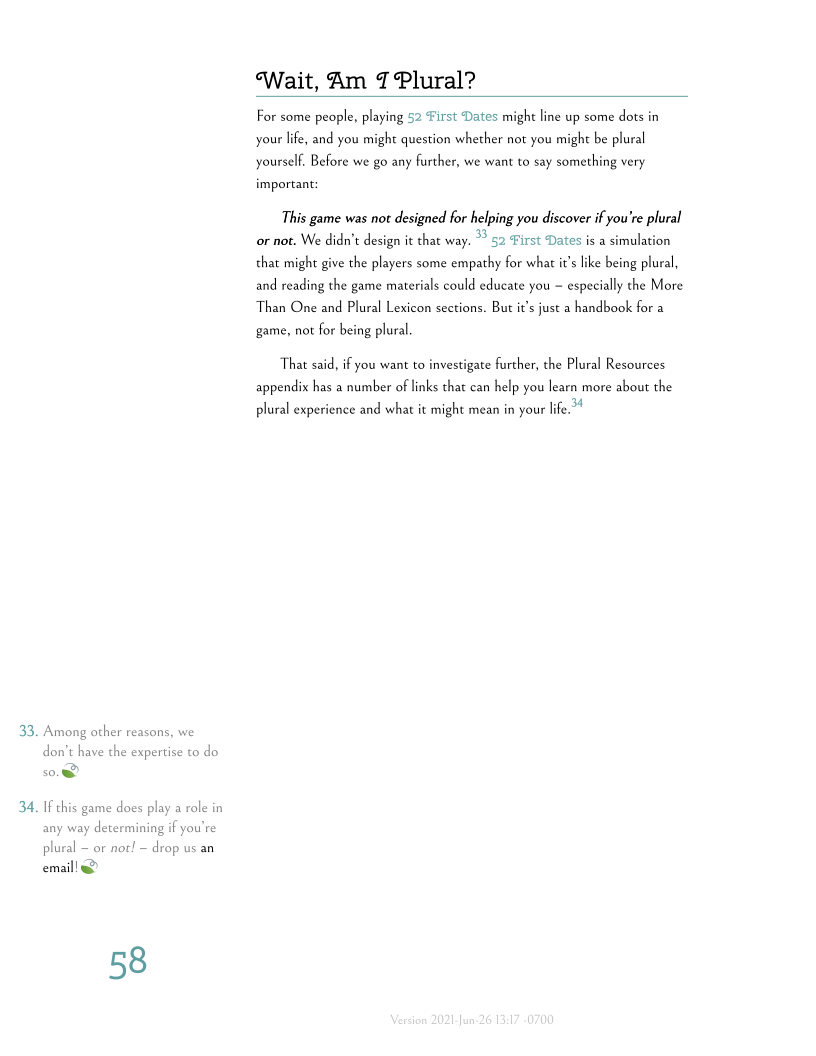 Wait, Am I Plural?
For some people, playing 52 First Dates might line up some dots in
your life, and you might question whether not you might be plural
yourself. Before we go any further, we want to say something very
important:
This game was not designed for helping you discover if you're plural
or not. We didn't design it that way. 33 52 First Dates is a simulation
that might give the players some empathy for what it's like being plural,
and reading the game materials could educate you – especially the More
Than One and Plural Lexicon sections. But it's just a handbook for a
game, not for being plural.
That said, if you want to investigate further, the Plural Resources
appendix has a number of links that can help you learn more about the
plural experience and what it might mean in your life.34
33. Among other reasons, we
don't have the expertise to do
so.
34. If this game does play a role in
any way determining if you're
plural – or not! – drop us an
email!
58
Version 2021-Jun-26 13:17 -0700